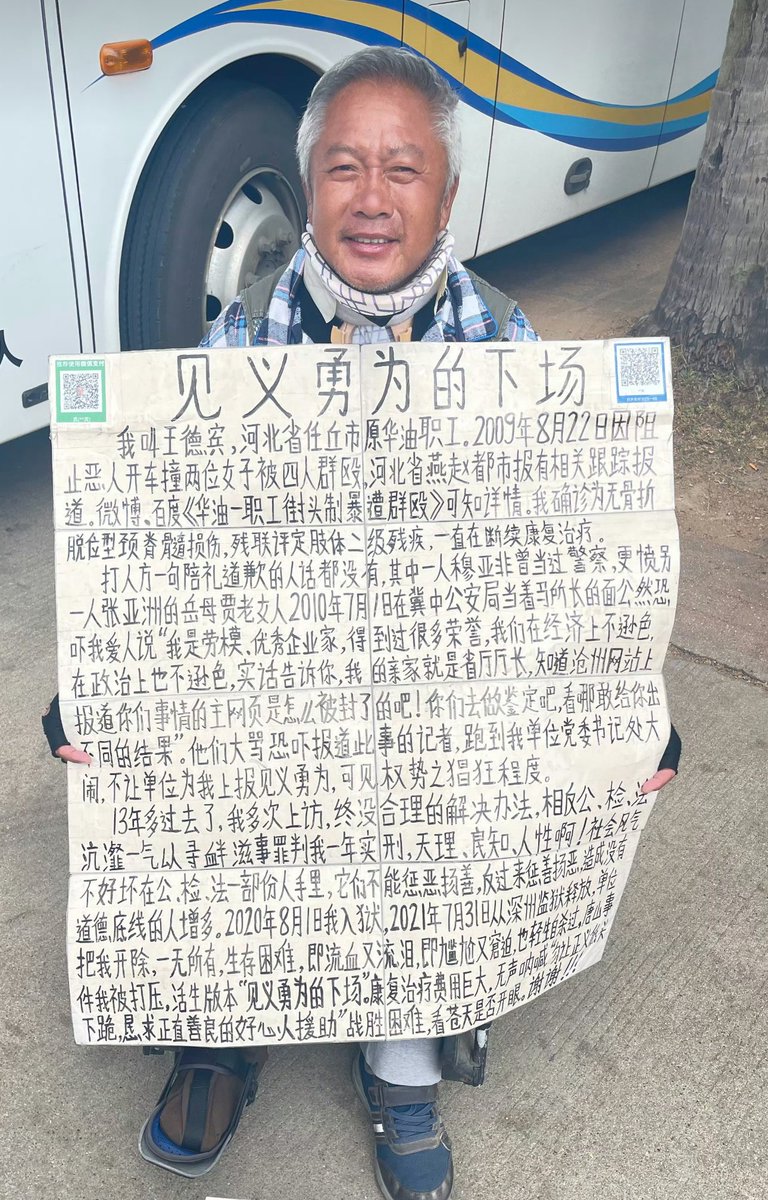 见义勇为的下场
我叫王德宾，河北省任丘市原华油职工。2009年8月22日因阻
止恶人开车撞两位女子被四人群殴，河北省燕赵都市报有相关跟踪报
道。微博、百度《华油一职工街头制暴遭群殴》可知详情。我确诊为无骨折
脱位型颈脊髓损伤，残联评定肢体二级残疾，一直在断续康复治疗。
打人方一句陪礼道歉的人话都没有，其中一人穆亚非曾当过警察，更愤另
一人张亚洲的岳母贾老女人2010年7月1日在冀中公安局当着马所长的面公然恐
吓我爱人说“我是劳模、优秀企业家，得到过很多荣誉，我们在经济上不逊色，
在政治上也不逊色，实话告诉你，我的亲家就是省厅厅长，知道沧州网站上
报道你们事情的主网页是怎么被封了的吧！你们去做鉴定吧，看哪敢给你出
不同的结果”。他们大骂恐吓报道此事的记者，跑到我单位党委书记处大
闹，不让单位为我上报见义勇为，可见权势之猖狂程度。
13年多过去了，我多次上访，终没合理的解决办法，相反公、检、法
沆瀣一气以寻衅滋事罪判我一年实刑，天理、良知、人性啊！社会风气
不好坏在公、检、法一部份人手里，它们不能惩恶扬善，反过来惩善扬恶，造成没有
道德底线的人增多。2020年8月1日我入狱，2021年7月31日从深州监狱释放，单位
把我开除，一无所有，生存困难，即流血又流泪，即尴尬又窘迫，也轻生自杀过，唐山事
件我被打压，活生版本“见义勇为的下场”。康复治疗费用巨大，无声呐喊“为让正义不
下跪，恳求正直善良的好心人援助”战胜困难，看苍天是否开眼。谢谢！！！